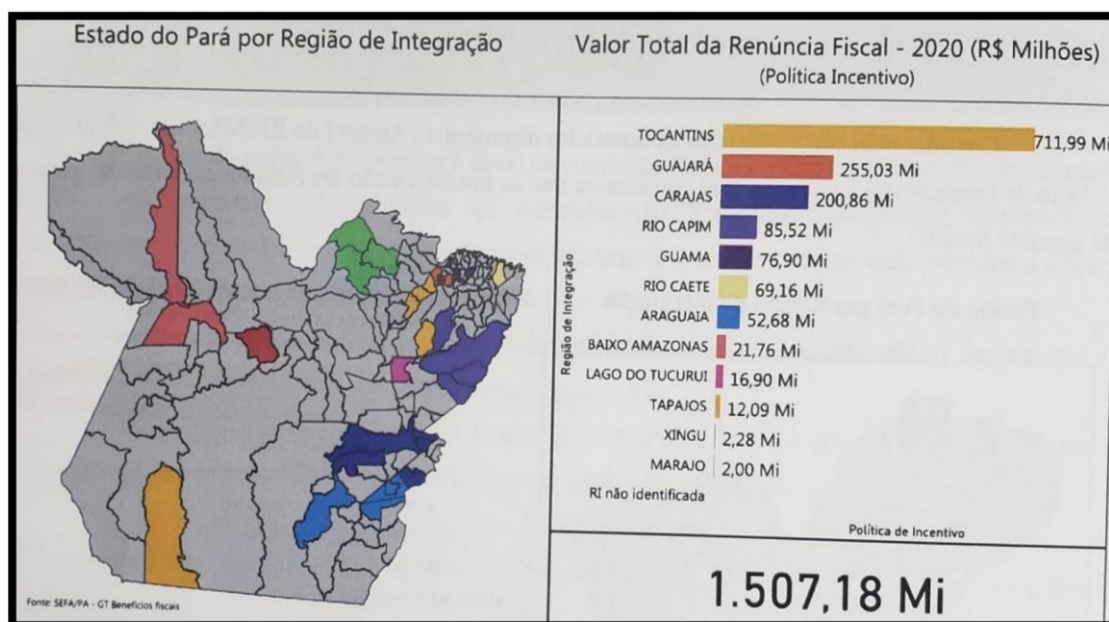 Estado do Pará por Região de Integração
Fonte: SEFA/PA - GT Benefícios fiscais
Valor Total da Renúncia Fiscal - 2020 (R$ Milhões)
(Política Incentivo)
Região de Integração
TOCANTINS 711,99 Mi
GUAJARÁ 255,03 Mi
CARAJAS 200,86 Mi
RIO CAPIM 85,52 Mi
GUAMA 76,90 Mi
RIO CAETE 69,16 Mi
ARAGUAIA 52,68 Mi
BAIXO AMAZONAS 21,76 Mi
LAGO DO TUCURUI 16,90 Mi
TAPAJOS 12,09 Mi
XINGU 2,28 Mi
MARAJO 2,00 Mi
RI não identificada
Política de Incentivo
1.507,18 Mi